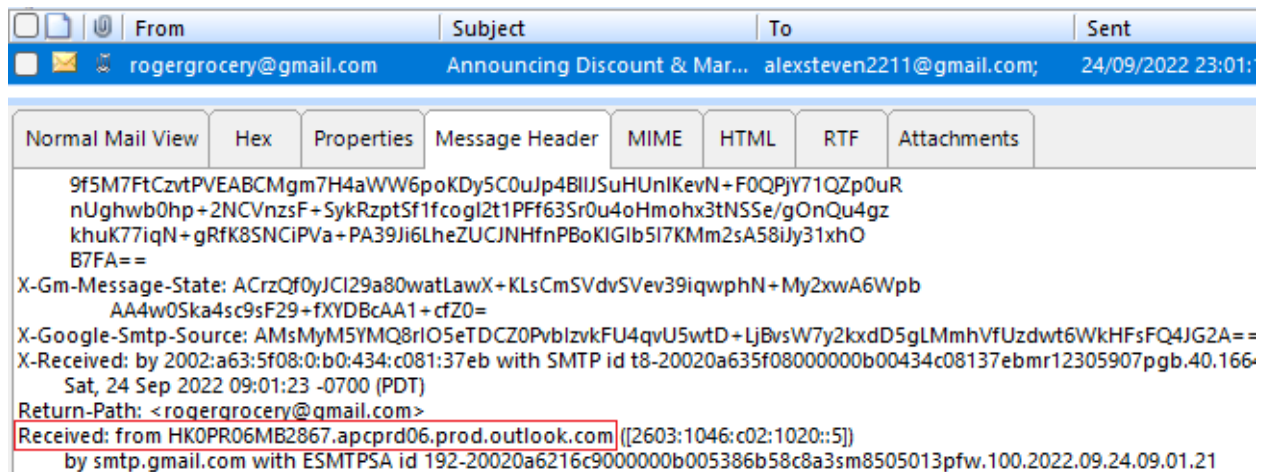 From Subject To Sent
rogergrocery@gmail.com Announcing Discount & Mar... alexsteven2211@gmail.com; 24/09/2022 23:01:
Normal Mail View Hex Properties Message Header MIME HTML RTF Attachments
9f5M7FtCzvtPVEABCMgm7H4aWW6poKDy5C0uJp4BIIJSuHUnIKevN+F0QPjY71QZp0uR
nUghwb0hp+2NCVnzsF+SykRzptSf1fcogI2t1PFf63Sr0u4oHmohx3tNSSe/gOnQu4gz
khuK77iqN+gRfK8SNCiPVa+PA39Ji6LheZUCJNHfnPBoKIGIb5I7KMm2sA58iJy31xhO
B7FA==
X-Gm-Message-State: ACrzQf0yJCI29a80watLawX+KLsCmSVdvSVev39iqwphN+My2xwA6Wpb
AA4w0Ska4sc9sF29+fXYDBcAA1+cfZ0=
X-Google-Smtp-Source: AMsMyM5YMQ8rIO5eTDCZ0PvbIzvkFU4qvU5wtD+LjBvsW7y2kxdD5gLMmhVfUzdwt6WkHFsFQ4JG2A==
X-Received: by 2002:a63:5f08:0:b0:434:c081:37eb with SMTP id t8-20020a635f08000000b00434c08137ebmr12305907pgb.40.1664
Sat, 24 Sep 2022 09:01:23 -0700 (PDT)
Return-Path: <rogergrocery@gmail.com>
Received: from HK0PR06MB2867.apcprd06.prod.outlook.com ([2603:1046:c02:1020::5])
by smtp.gmail.com with ESMTPSA id 192-20020a6216c9000000b005386b58c8a3sm8505013pfw.100.2022.09.24.09.01.21